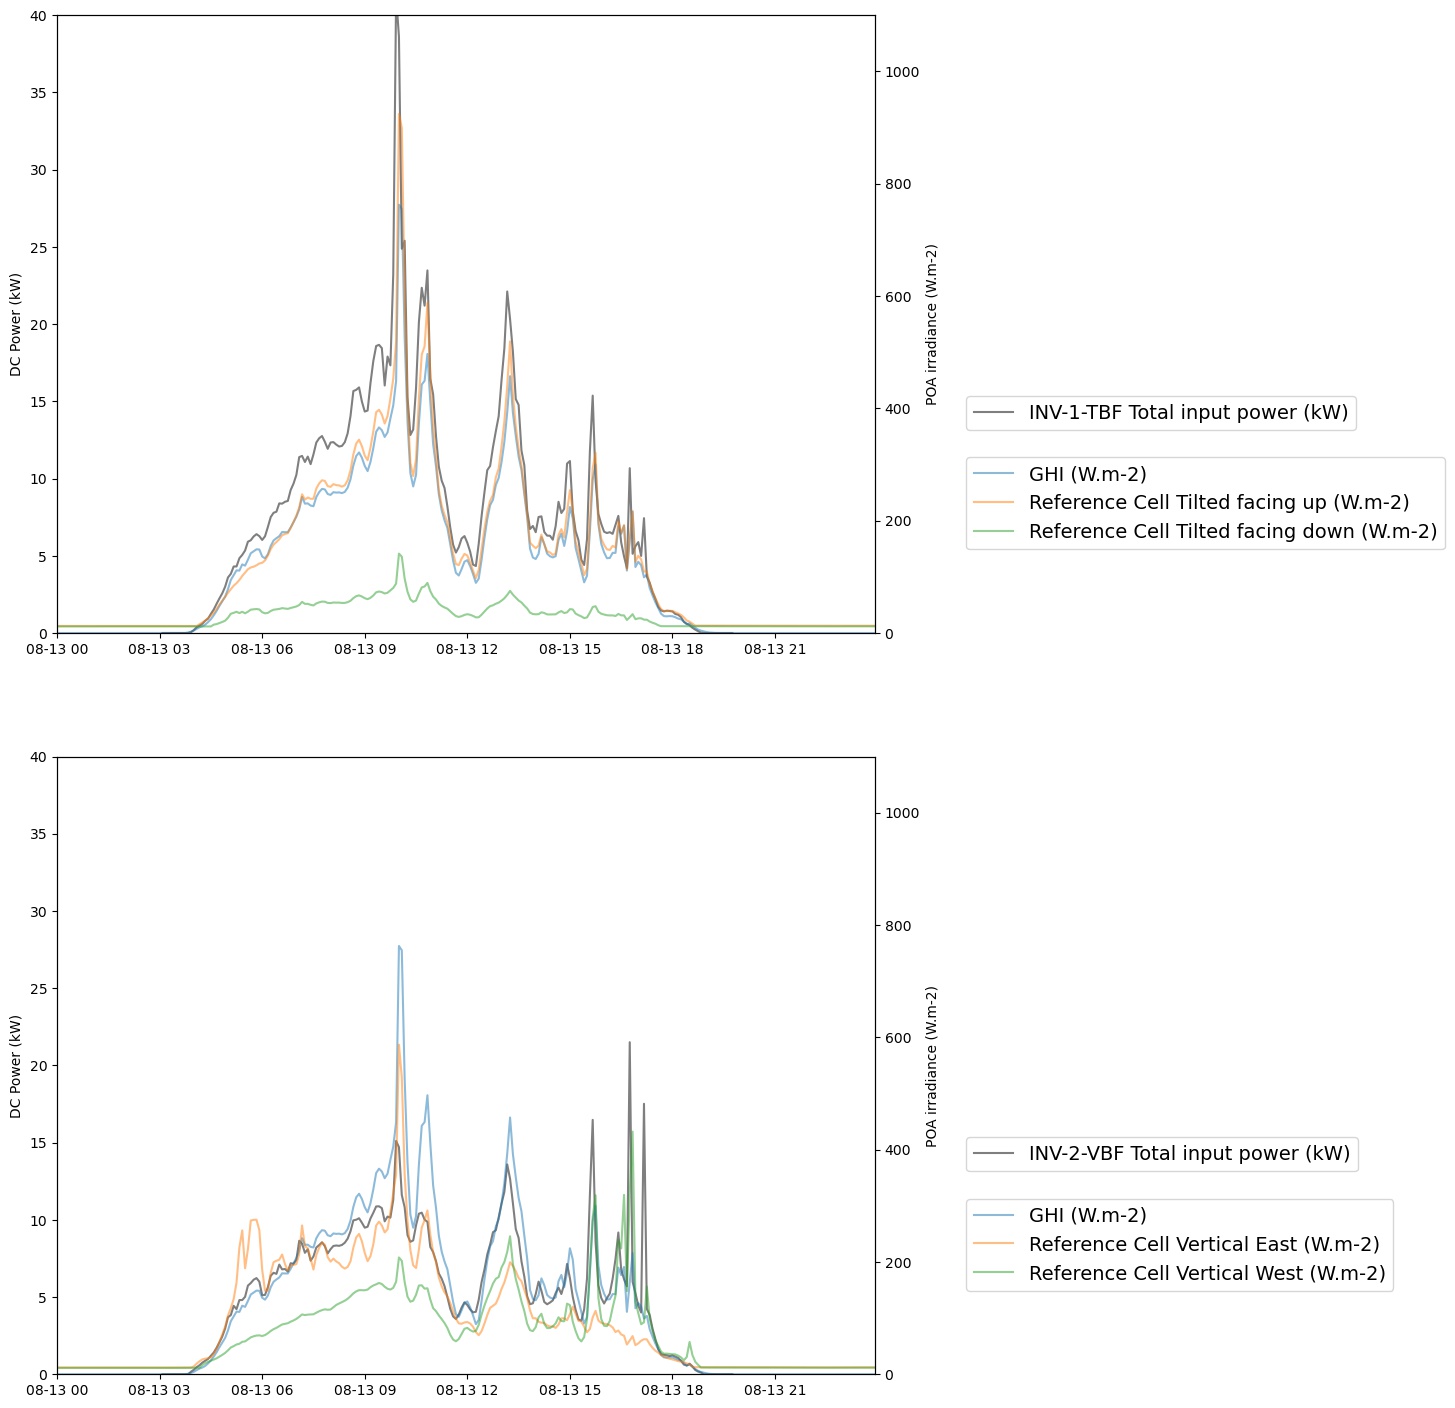 40
35
30
25
20
15
10
5
0
DC Power (kW)
1000
800
600
400
200
0
POA irradiance (W.m-2)
08-13 00 08-13 03 08-13 06 08-13 09 08-13 12 08-13 15 08-13 18 08-13 21
INV-1-TBF Total input power (kW)
GHI (W.m-2)
Reference Cell Tilted facing up (W.m-2)
Reference Cell Tilted facing down (W.m-2)
40
35
30
25
20
15
10
5
0
DC Power (kW)
1000
800
600
400
200
0
POA irradiance (W.m-2)
08-13 00 08-13 03 08-13 06 08-13 09 08-13 12 08-13 15 08-13 18 08-13 21
INV-2-VBF Total input power (kW)
GHI (W.m-2)
Reference Cell Vertical East (W.m-2)
Reference Cell Vertical West (W.m-2)